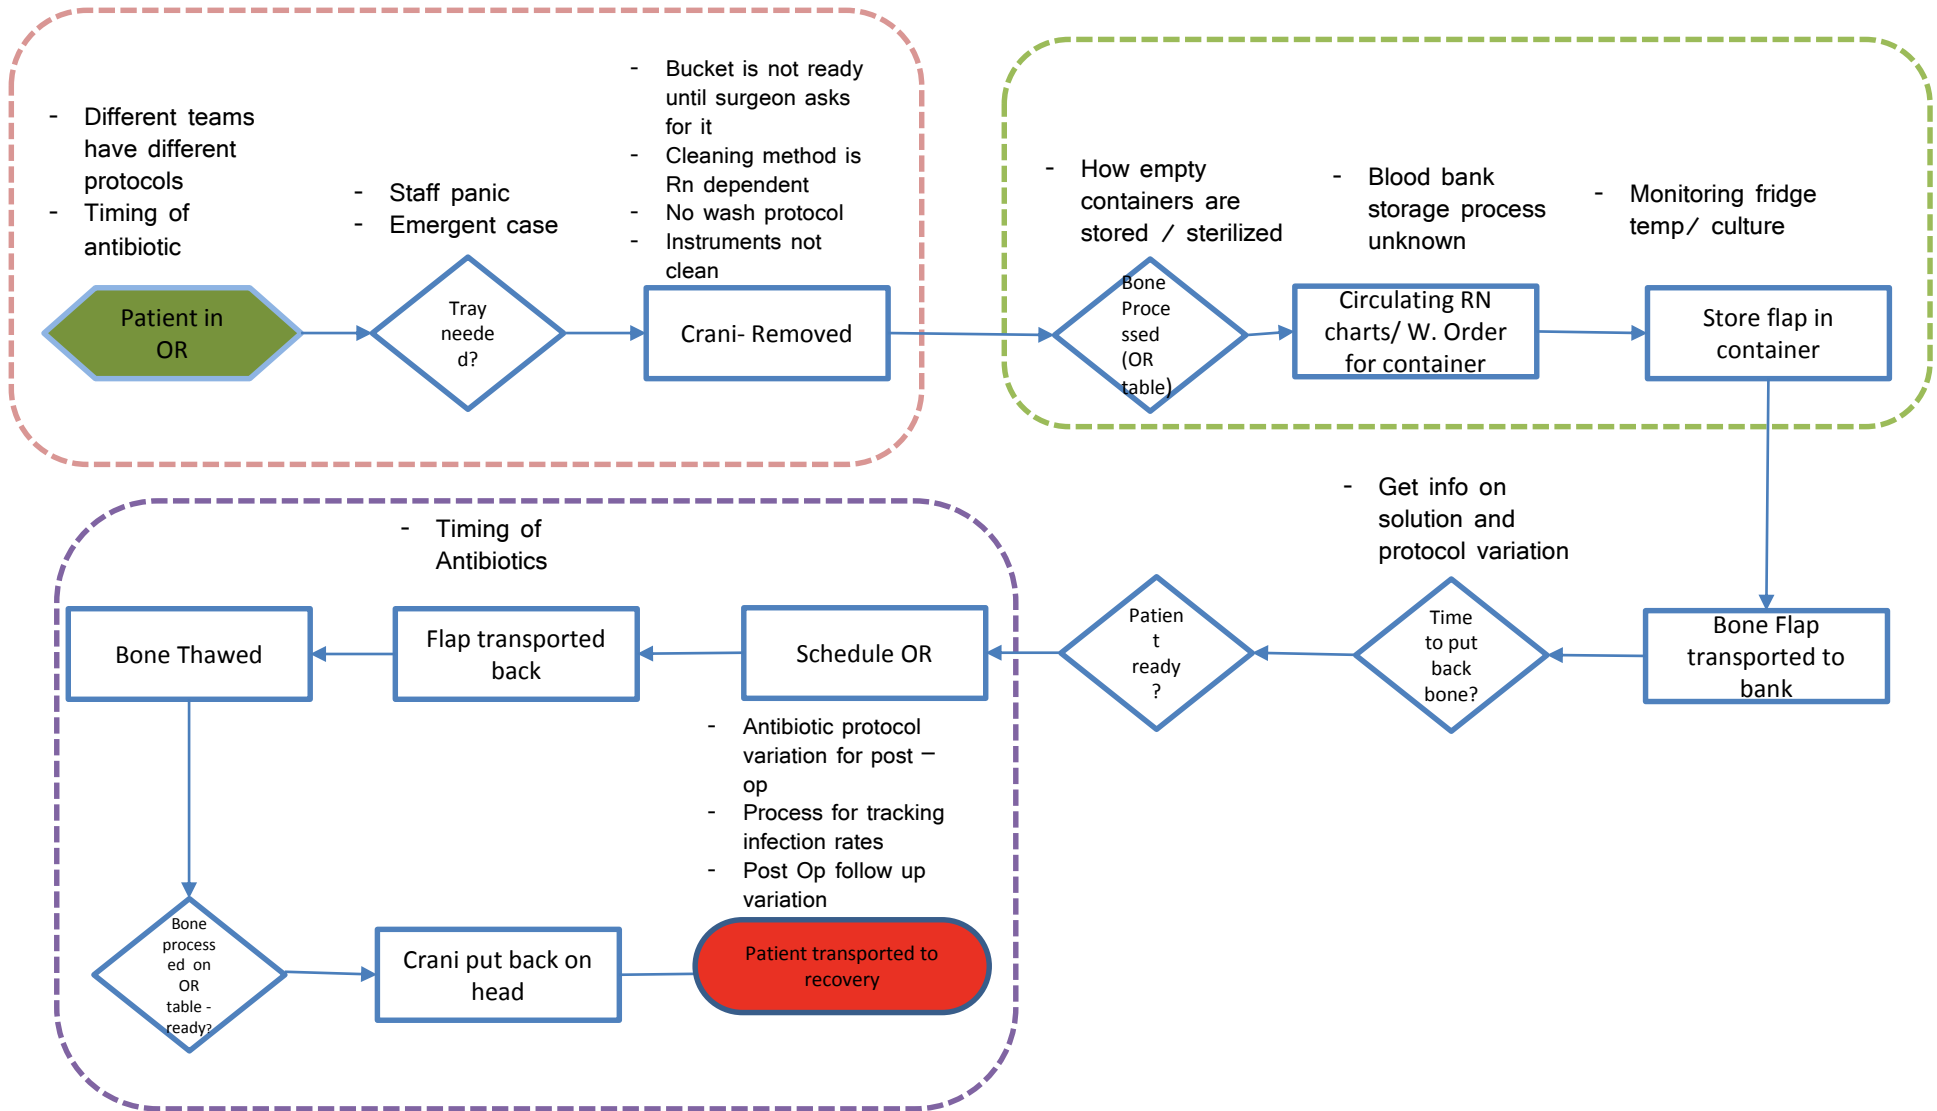 - Different teams
have different
protocols
- Timing of
antibiotic
- Staff panic
- Emergent case
- Bucket is not ready
until surgeon asks
for it
- Cleaning method is
Rn dependent
- No wash protocol
- Instruments not
clean
Patient in
OR
Tray
neede
d?
Crani- Removed
- How empty
containers are
stored / sterilized
- Blood bank
storage process
unknown
- Monitoring fridge
temp/ culture
Bone
Proce
ssed
(OR
table)
Circulating RN
charts/ W. Order
for container
Store flap in
container
- Get info on
solution and
protocol variation
Bone Flap
transported to
bank
Time
to put
back
bone?
Patien
t
ready
?
- Timing of
Antibiotics
Schedule OR
Flap transported
back
Bone Thawed
- Antibiotic protocol
variation for post –
op
- Process for tracking
infection rates
- Post Op follow up
variation
Bone
process
ed on
OR
table -
ready?
Crani put back on
head
Patient transported to
recovery